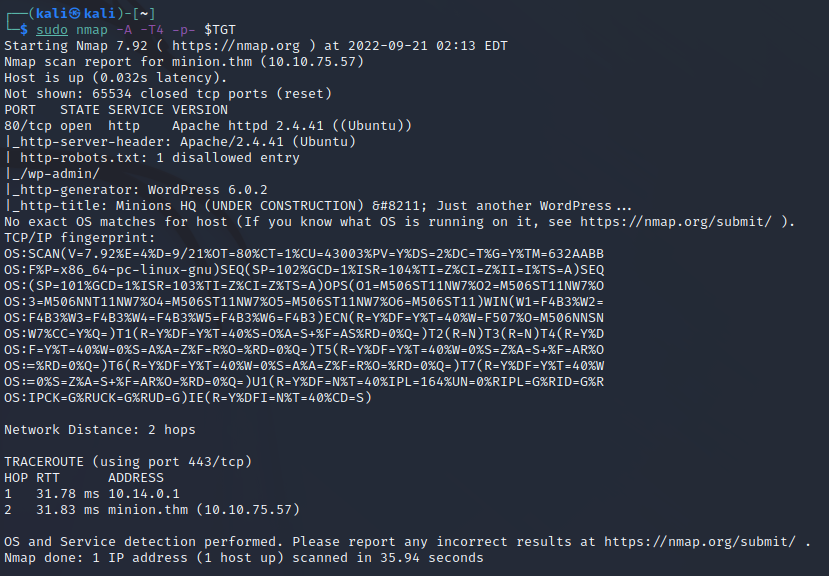 ┌──(kali㉿kali)-[~]
└─$ sudo nmap -A -T4 -p- $TGT
Starting Nmap 7.92 ( https://nmap.org ) at 2022-09-21 02:13 EDT
Nmap scan report for minion.thm (10.10.75.57)
Host is up (0.032s latency).
Not shown: 65534 closed tcp ports (reset)
PORT   STATE SERVICE VERSION
80/tcp open  http    Apache httpd 2.4.41 ((Ubuntu))
|_http-server-header: Apache/2.4.41 (Ubuntu)
| http-robots.txt: 1 disallowed entry
|_/wp-admin/
|_http-generator: WordPress 6.0.2
|_http-title: Minions HQ (UNDER CONSTRUCTION) &#8211; Just another WordPress ...
No exact OS matches for host (If you know what OS is running on it, see https://nmap.org/submit/ ).
TCP/IP fingerprint:
OS:SCAN(V=7.92%E=4%D=9/21%OT=80%CT=1%CU=43003%PV=Y%DS=2%DC=T%G=Y%TM=632AABB
OS:F%P=x86_64-pc-linux-gnu)SEQ(SP=102%GCD=1%ISR=104%TI=Z%CI=Z%II=I%TS=A)SEQ
OS:(SP=101%GCD=1%ISR=103%TI=Z%CI=Z%TS=A)OPS(O1=M506ST11NW7%O2=M506ST11NW7%O
OS:3=M506NNT11NW7%O4=M506ST11NW7%O5=M506ST11NW7%O6=M506ST11)WIN(W1=F4B3%W2=
OS:F4B3%W3=F4B3%W4=F4B3%W5=F4B3%W6=F4B3)ECN(R=Y%DF=Y%T=40%W=F507%O=M506NNSN
OS:W7%CC=Y%Q=)T1(R=Y%DF=Y%T=40%S=O%A=S+%F=AS%RD=0%Q=)T2(R=N)T3(R=N)T4(R=Y%D
OS:F=Y%T=40%W=0%S=A%A=Z%F=R%O=%RD=0%Q=)T5(R=Y%DF=Y%T=40%W=0%S=Z%A=S+%F=AR%O
OS:=%RD=0%Q=)T6(R=Y%DF=Y%T=40%W=0%S=A%A=Z%F=R%O=%RD=0%Q=)T7(R=Y%DF=Y%T=40%W
OS:=0%S=Z%A=S+%F=AR%O=%RD=0%Q=)U1(R=Y%DF=N%T=40%IPL=164%UN=0%RIPL=G%RID=G%R
OS:IPCK=G%RUCK=G%RUD=G)IE(R=Y%DFI=N%T=40%CD=S)
Network Distance: 2 hops
TRACEROUTE (using port 443/tcp)
HOP RTT      ADDRESS
1   31.78 ms 10.14.0.1
2   31.83 ms minion.thm (10.10.75.57)
OS and Service detection performed. Please report any incorrect results at https://nmap.org/submit/ .
Nmap done: 1 IP address (1 host up) scanned in 35.94 seconds